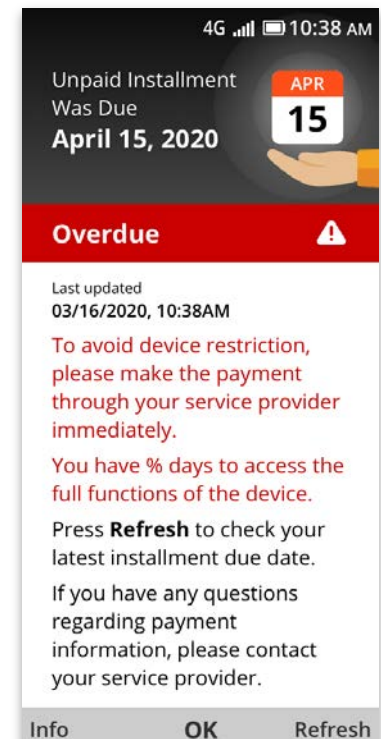 4G 10:38 AM
Unpaid Installment
Was Due
April 15, 2020
APR
15
Overdue
Last updated
03/16/2020, 10:38AM
To avoid device restriction,
please make the payment
through your service provider
immediately.
You have % days to access the
full functions of the device.
Press Refresh to check your
latest installment due date.
If you have any questions
regarding payment
information, please contact
your service provider.
Info OK Refresh